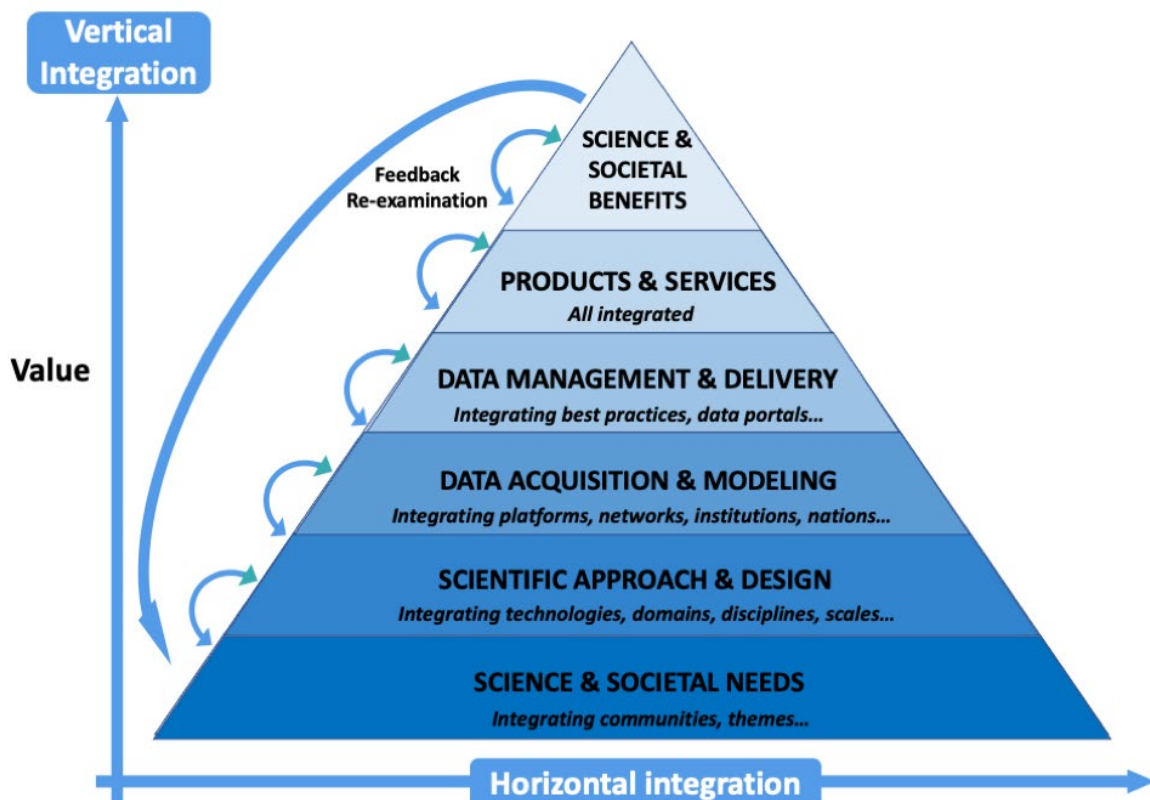 Vertical
Integration
SCIENCE &
SOCIETAL
BENEFITS
Feedback
Re-examination
PRODUCTS & SERVICES
All integrated
Value
DATA MANAGEMENT & DELIVERY
Integrating best practices, data portals...
DATA ACQUISITION & MODELING
Integrating platforms, networks, institutions, nations...
SCIENTIFIC APPROACH & DESIGN
Integrating technologies, domains, disciplines, scales...
SCIENCE & SOCIETAL NEEDS
Integrating communities, themes...
Horizontal integration